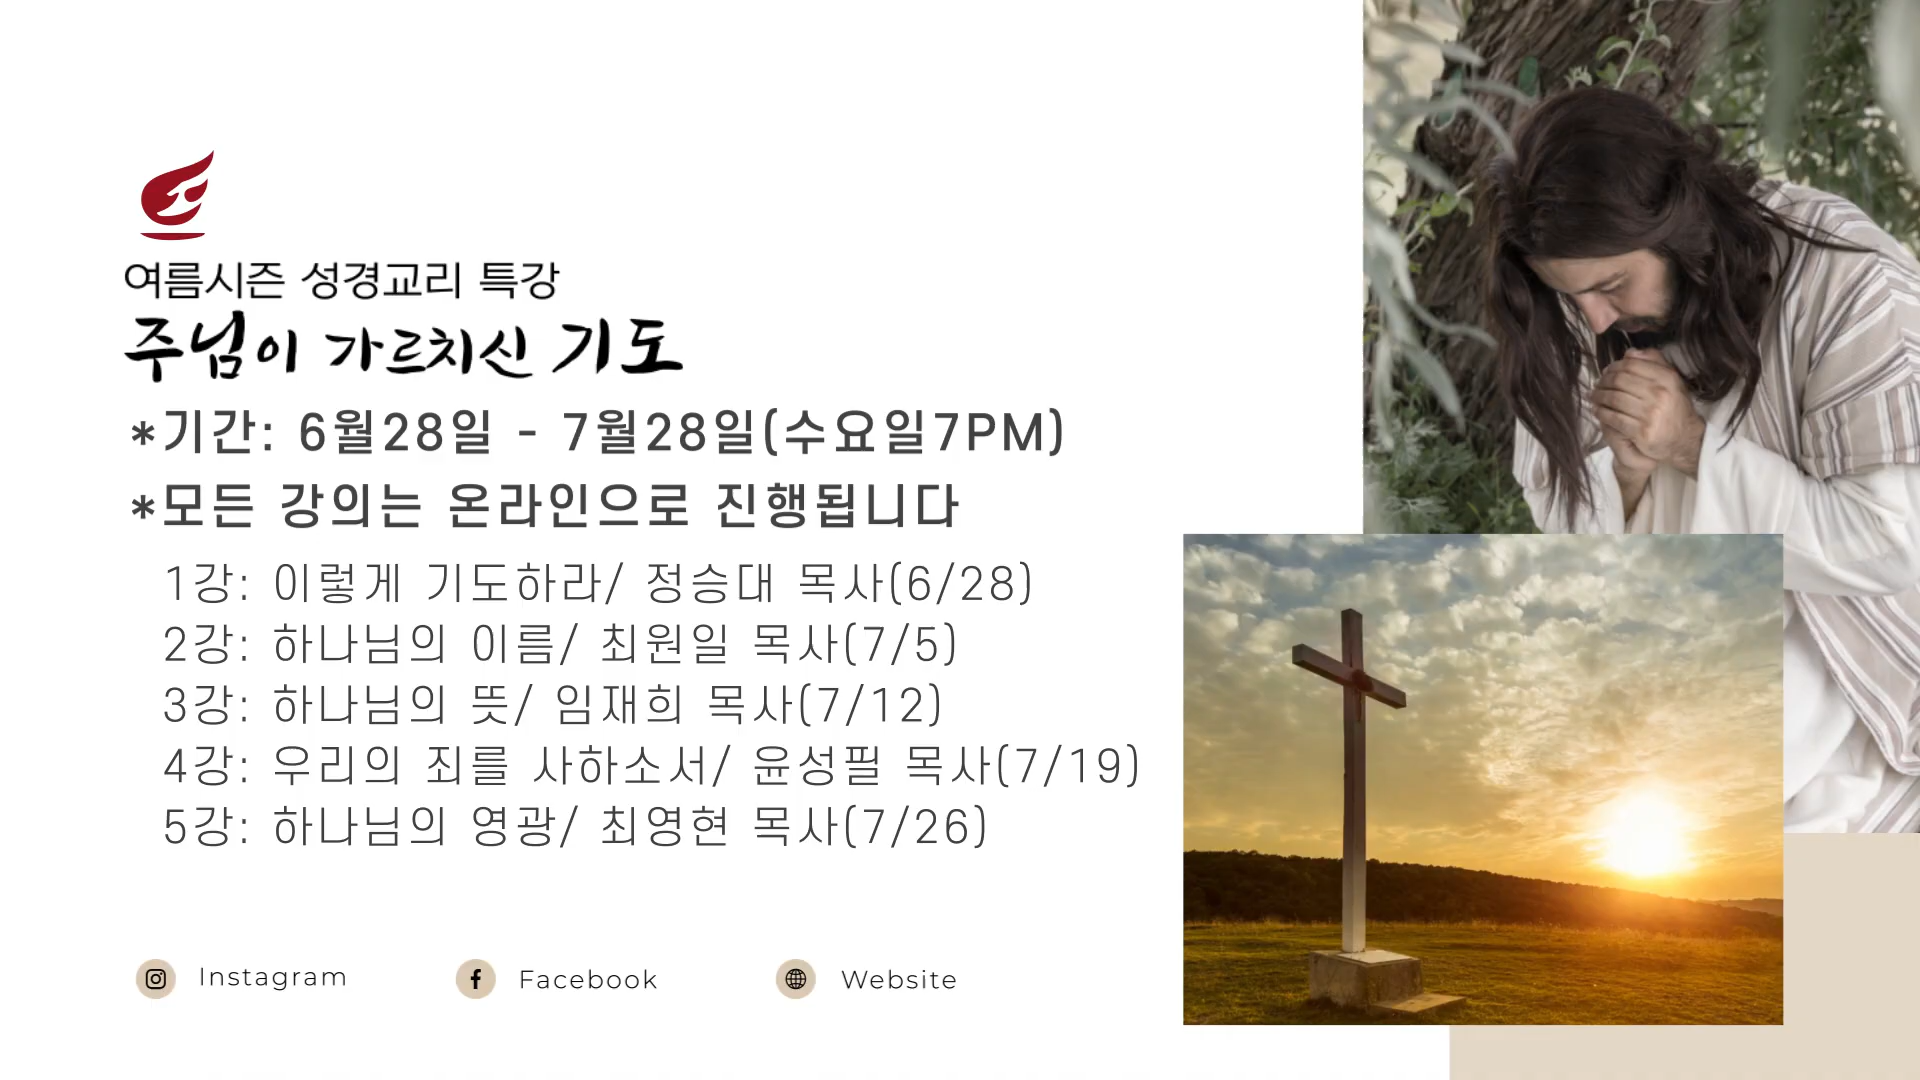 여름시즌 성경교리 특강
주님이 가르치신 기도
*기간: 6월28일 - 7월28일(수요일7PM)
*모든 강의는 온라인으로 진행됩니다
1강: 이렇게 기도하라/ 정승대 목사(6/28)
2강: 하나님의 이름/ 최원일 목사(7/5)
3강: 하나님의 뜻/ 임재희 목사(7/12)
4강: 우리의 죄를 사하소서/ 윤성필 목사(7/19)
5강: 하나님의 영광/ 최영현 목사(7/26)
Instagram
Facebook
Website